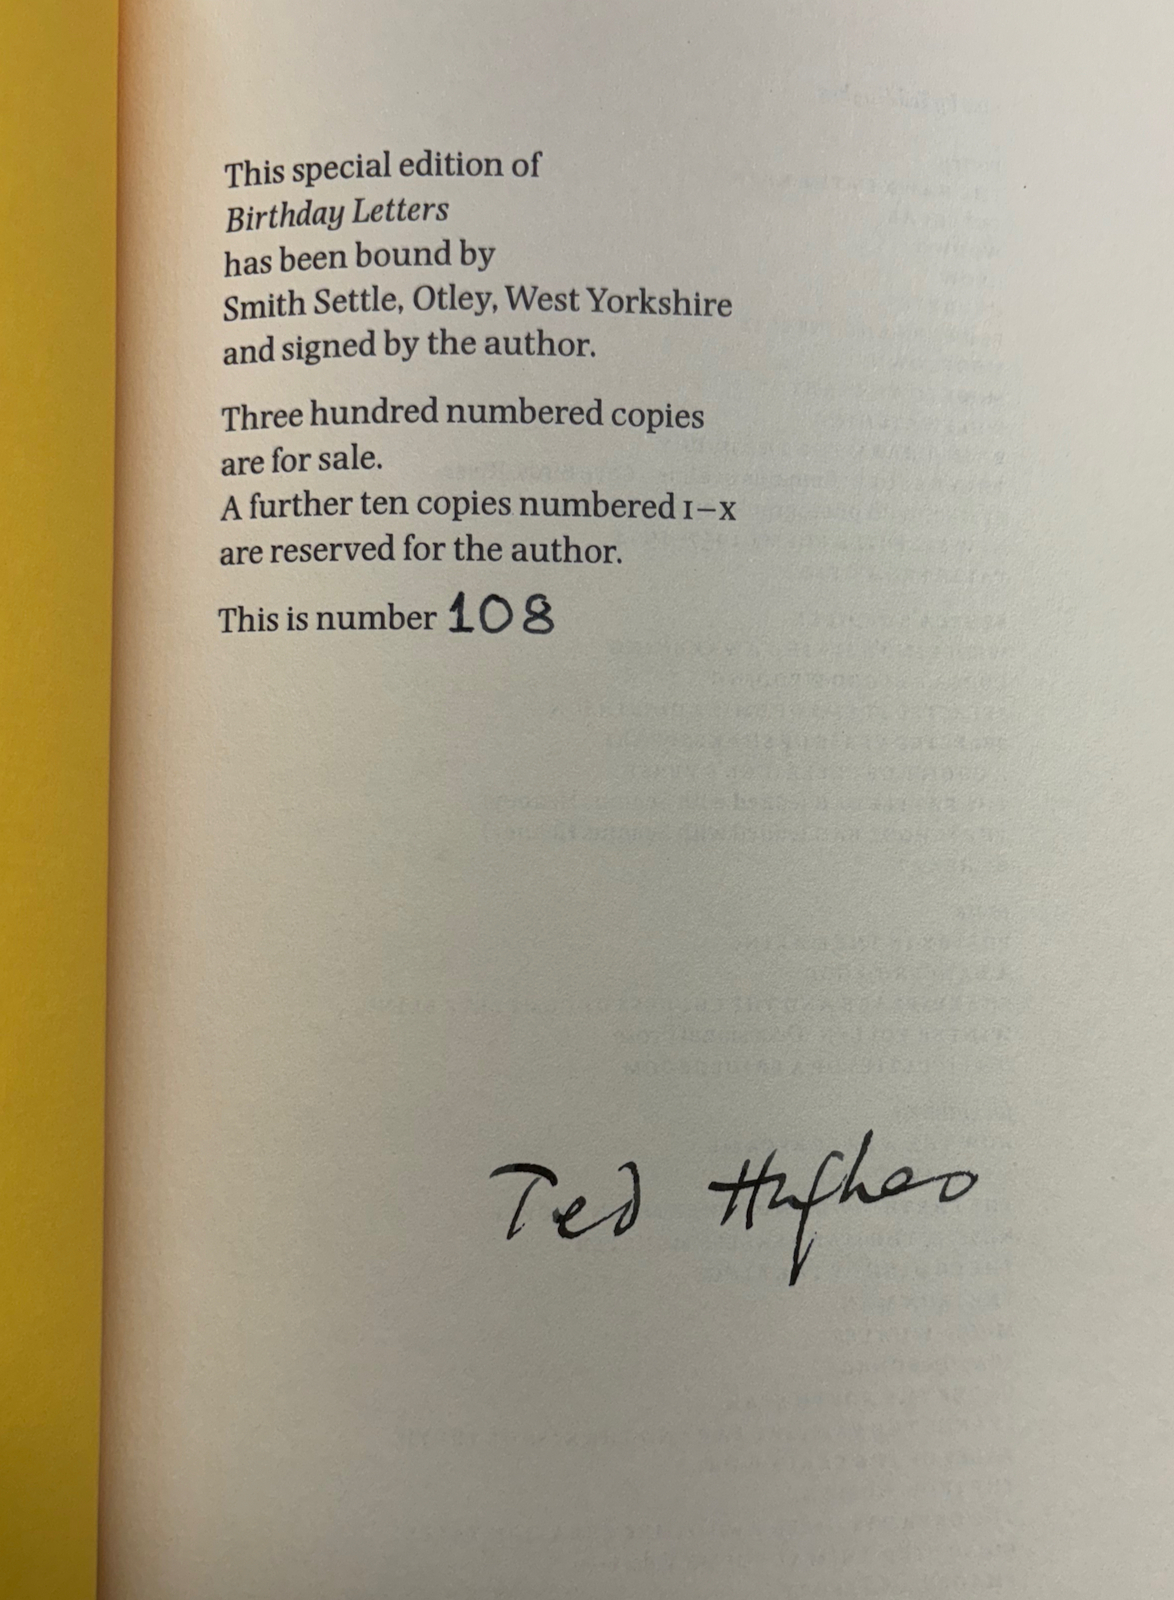 This special edition of
Birthday Letters
has been bound by
Smith Settle, Otley, West Yorkshire
and signed by the author.
Three hundred numbered copies
are for sale.
A further ten copies numbered I–X
are reserved for the author.
This is number 108
Ted Hughes